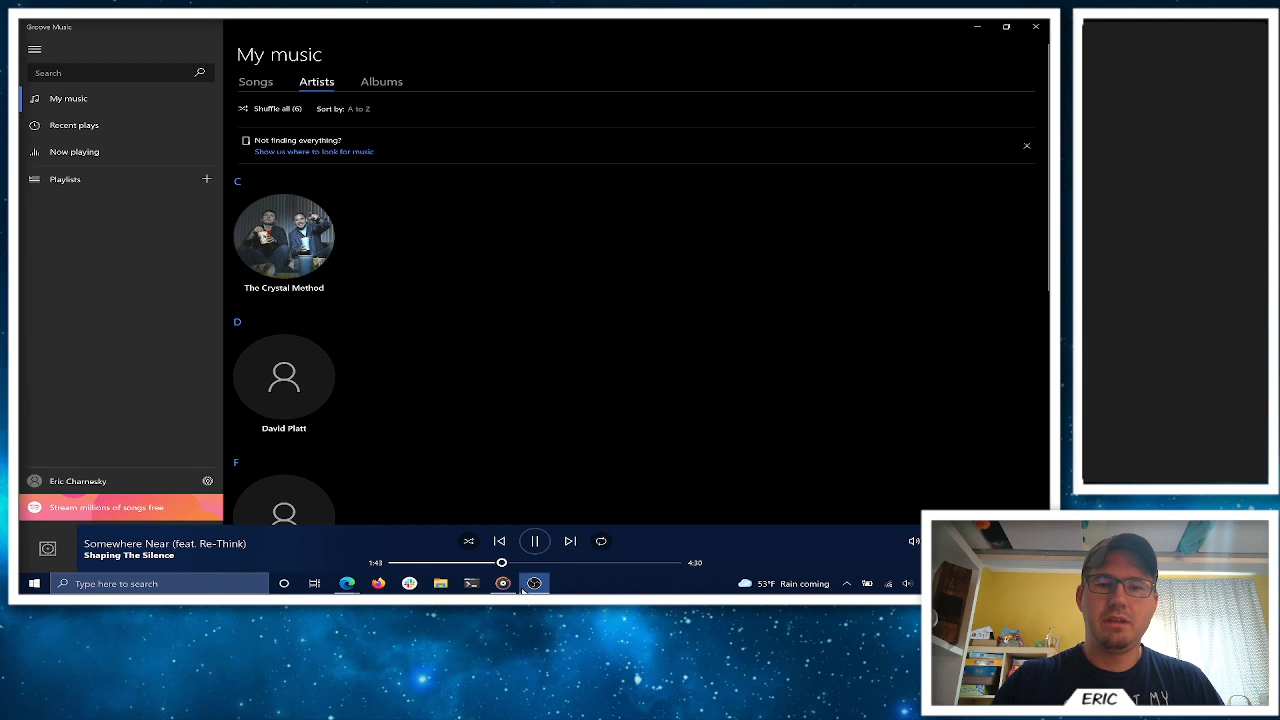 Groove Music
Search
My music
Recent plays
Now playing
Playlists
Eric Charnesky
Stream millions of songs free
My music
Songs
Artists
Albums
Shuffle all (6)
Sort by: A to Z
Not finding everything?
Show us where to look for music
C
The Crystal Method
D
David Platt
F
Somewhere Near (feat. Re-Think)
Shaping The Silence
1:43
4:30
Type here to search
53°F Rain coming
ERIC
MY